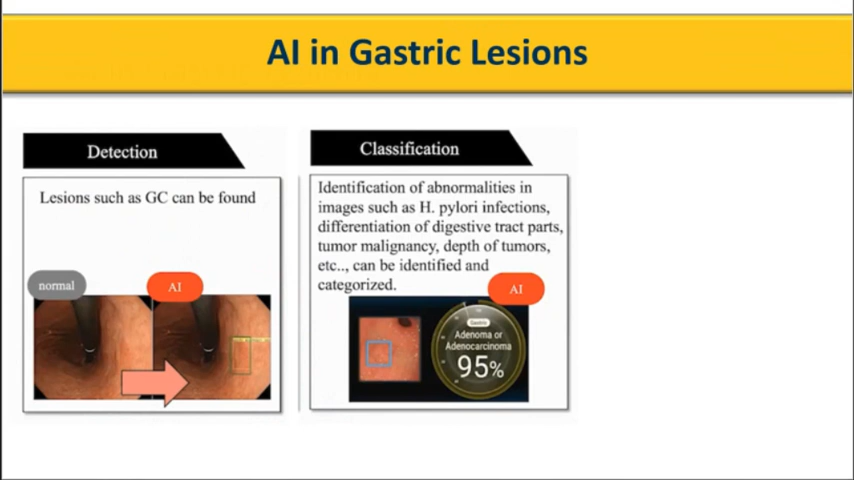 AI in Gastric Lesions
Detection
Lesions such as GC can be found
normal
AI
Classification
Identification of abnormalities in
images such as H. pylori infections,
differentiation of digestive tract parts,
tumor malignancy, depth of tumors,
etc.., can be identified and
categorized.
AI
Gastric
Adenoma or
Adenocarcinoma
95%